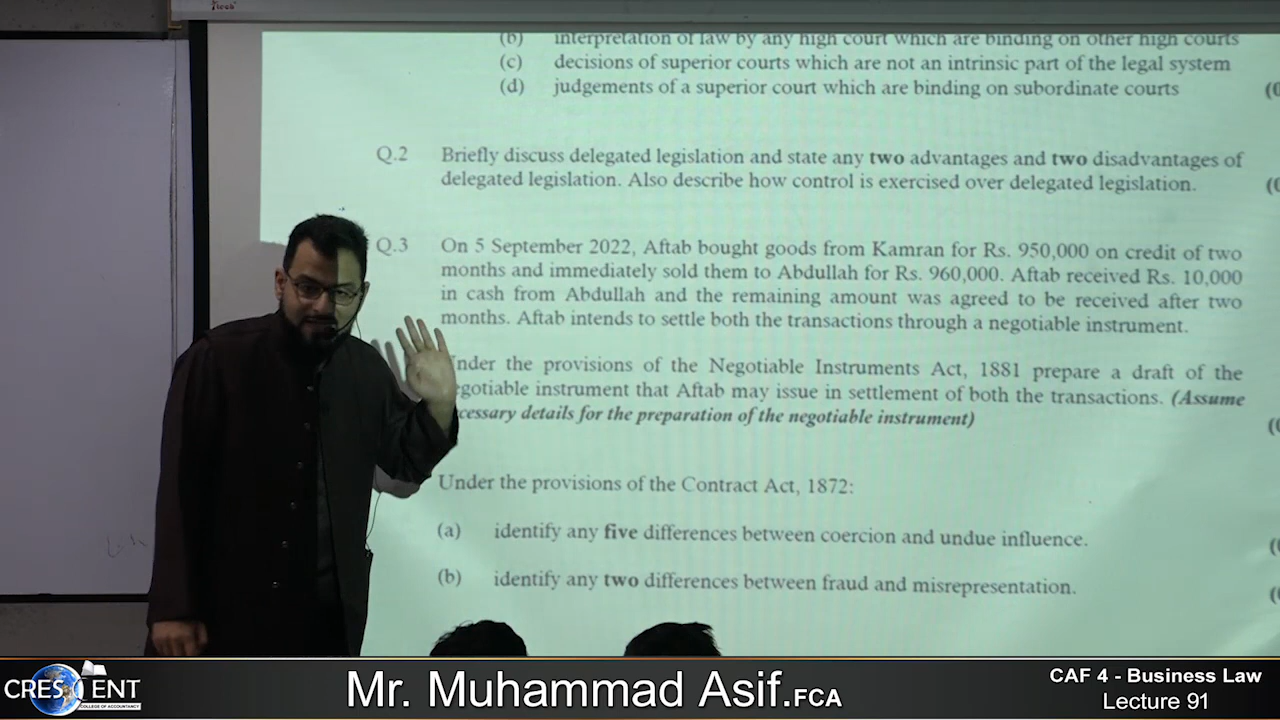 (b) interpretation of law by any high court which are binding on other high courts
(c) decisions of superior courts which are not an intrinsic part of the legal system
(d) judgements of a superior court which are binding on subordinate courts
Q.2 Briefly discuss delegated legislation and state any two advantages and two disadvantages of
delegated legislation. Also describe how control is exercised over delegated legislation.
Q.3 On 5 September 2022, Aftab bought goods from Kamran for Rs. 950,000 on credit of two
months and immediately sold them to Abdullah for Rs. 960,000. Aftab received Rs. 10,000
in cash from Abdullah and the remaining amount was agreed to be received after two
months. Aftab intends to settle both the transactions through a negotiable instrument.
nder the provisions of the Negotiable Instruments Act, 1881 prepare a draft of the
gotiable instrument that Aftab may issue in settlement of both the transactions. (Assume
cessary details for the preparation of the negotiable instrument)
Under the provisions of the Contract Act, 1872:
(a) identify any five differences between coercion and undue influence.
(b) identify any two differences between fraud and misrepresentation.
CRESCENT
COLLEGE OF ACCOUNTANCY
Mr. Muhammad Asif.FCA
CAF 4 - Business Law
Lecture 91